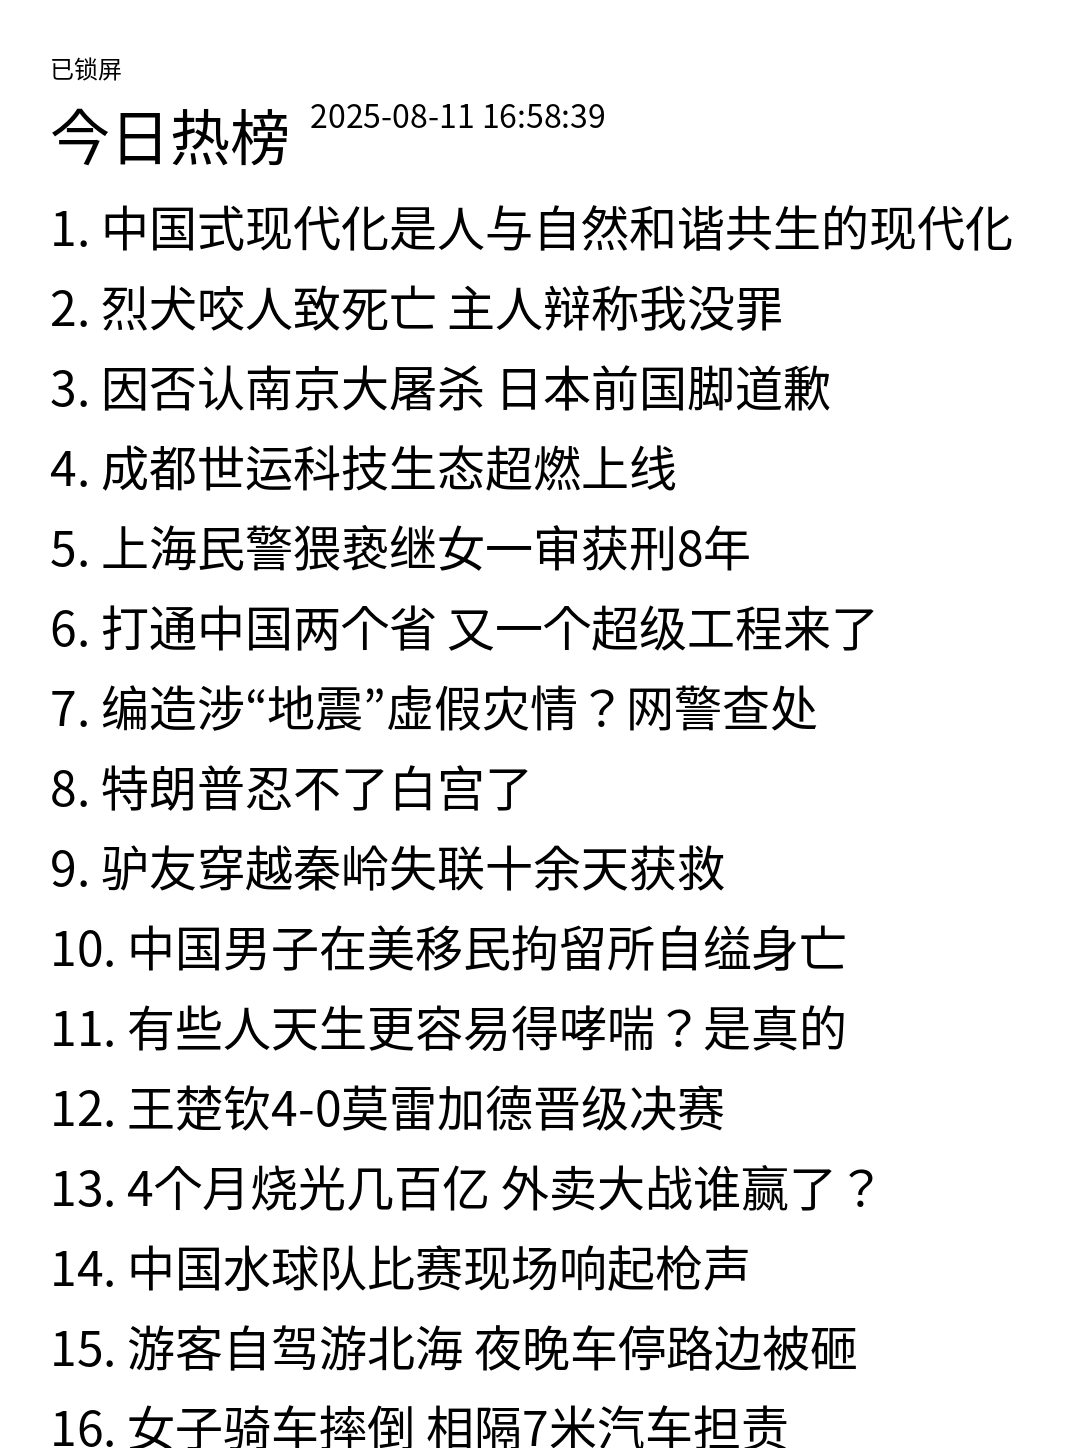 已锁屏
今日热榜 2025-08-11 16:58:39
1. 中国式现代化是人与自然和谐共生的现代化
2. 烈犬咬人致死亡 主人辩称我没罪
3. 因否认南京大屠杀 日本前国脚道歉
4. 成都世运科技生态超燃上线
5. 上海民警猥亵继女一审获刑8年
6. 打通中国两个省 又一个超级工程来了
7. 编造涉“地震”虚假灾情？网警查处
8. 特朗普忍不了白宫了
9. 驴友穿越秦岭失联十余天获救
10. 中国男子在美移民拘留所自缢身亡
11. 有些人天生更容易得哮喘？是真的
12. 王楚钦4-0莫雷加德晋级决赛
13. 4个月烧光几百亿 外卖大战谁赢了？
14. 中国水球队比赛现场响起枪声
15. 游客自驾游北海 夜晚车停路边被砸
16. 女子骑车摔倒 相隔7米汽车担责